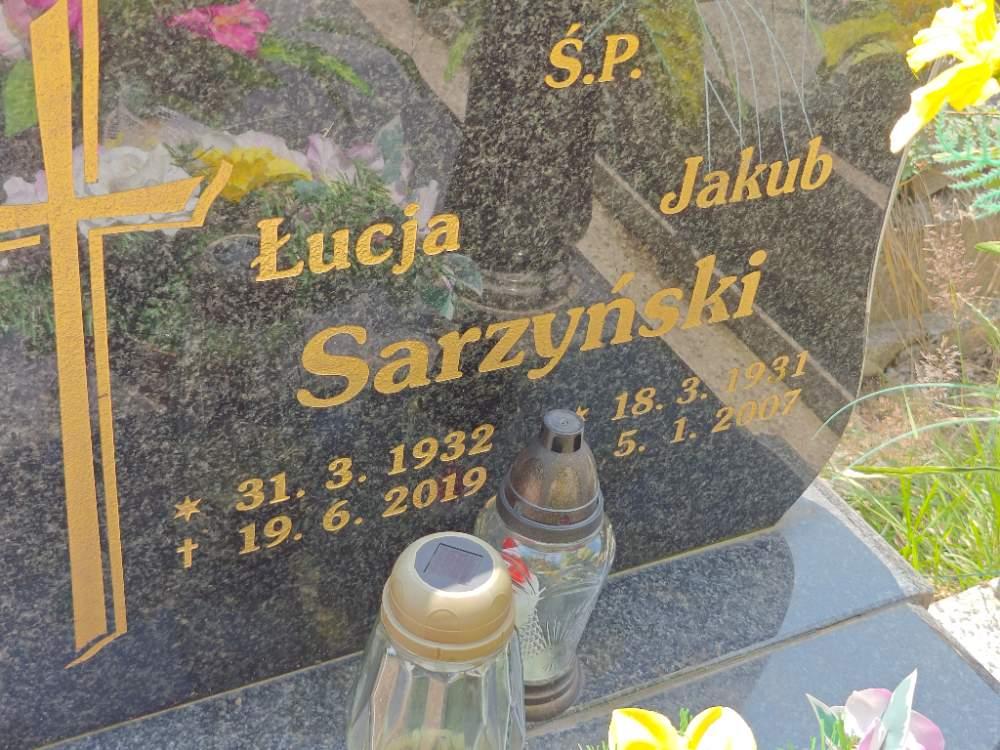 Ś.P.
Łucja Jakub
Sarzyński
* 31. 3. 1932 * 18. 3. 1931
† 19. 6. 2019 5. 1. 2007